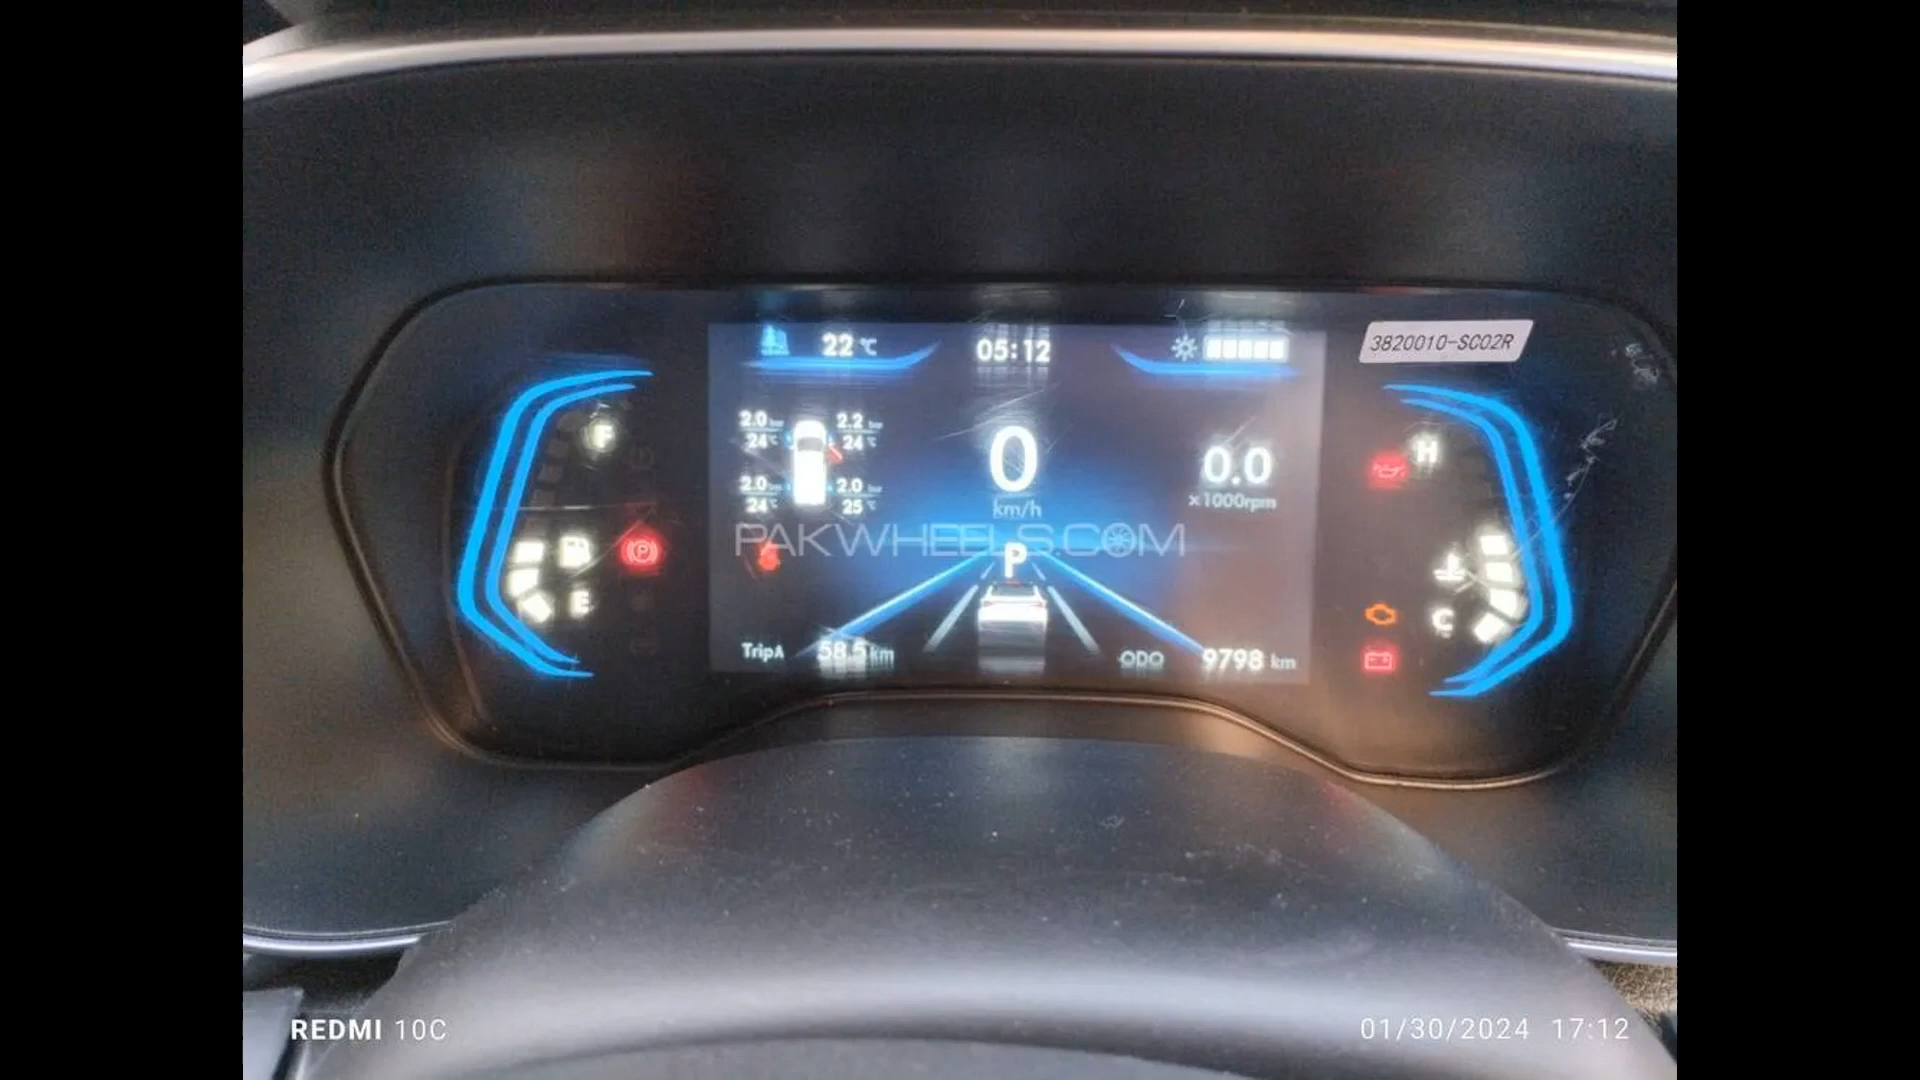 22 ℃
05:12
3820010-SC02R
2.0 bar
24 ℃
2.2 bar
24 ℃
2.0 bar
24 ℃
2.0 bar
25 ℃
0
km/h
0.0
×1000rpm
F
H
P
E
C
PAKWHEELS.COM
P
TripA 58.5 km
ODO 9798 km
REDMI 10C
01/30/2024 17:12